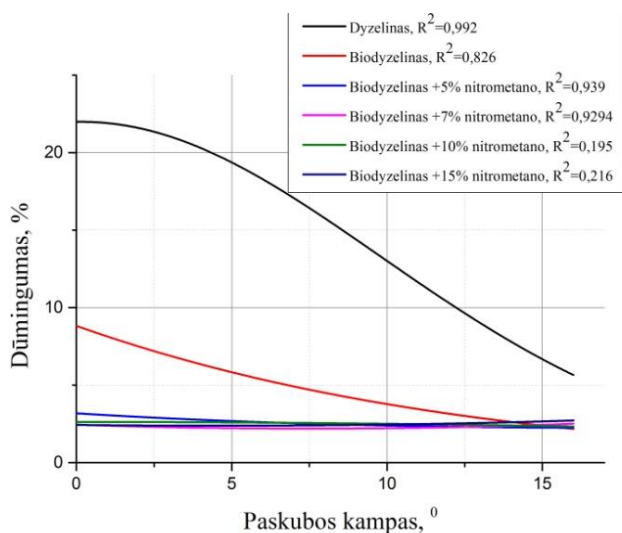 Dyzelinas, R²=0,992
Biodyzelinas, R²=0,826
Biodyzelinas +5% nitrometano, R²=0,939
Biodyzelinas +7% nitrometano, R²=0,9294
Biodyzelinas +10% nitrometano, R²=0,195
Biodyzelinas +15% nitrometano, R²=0,216
Dūmingumas, %
20
10
0
0 5 10 15
Paskubos kampas, ⁰